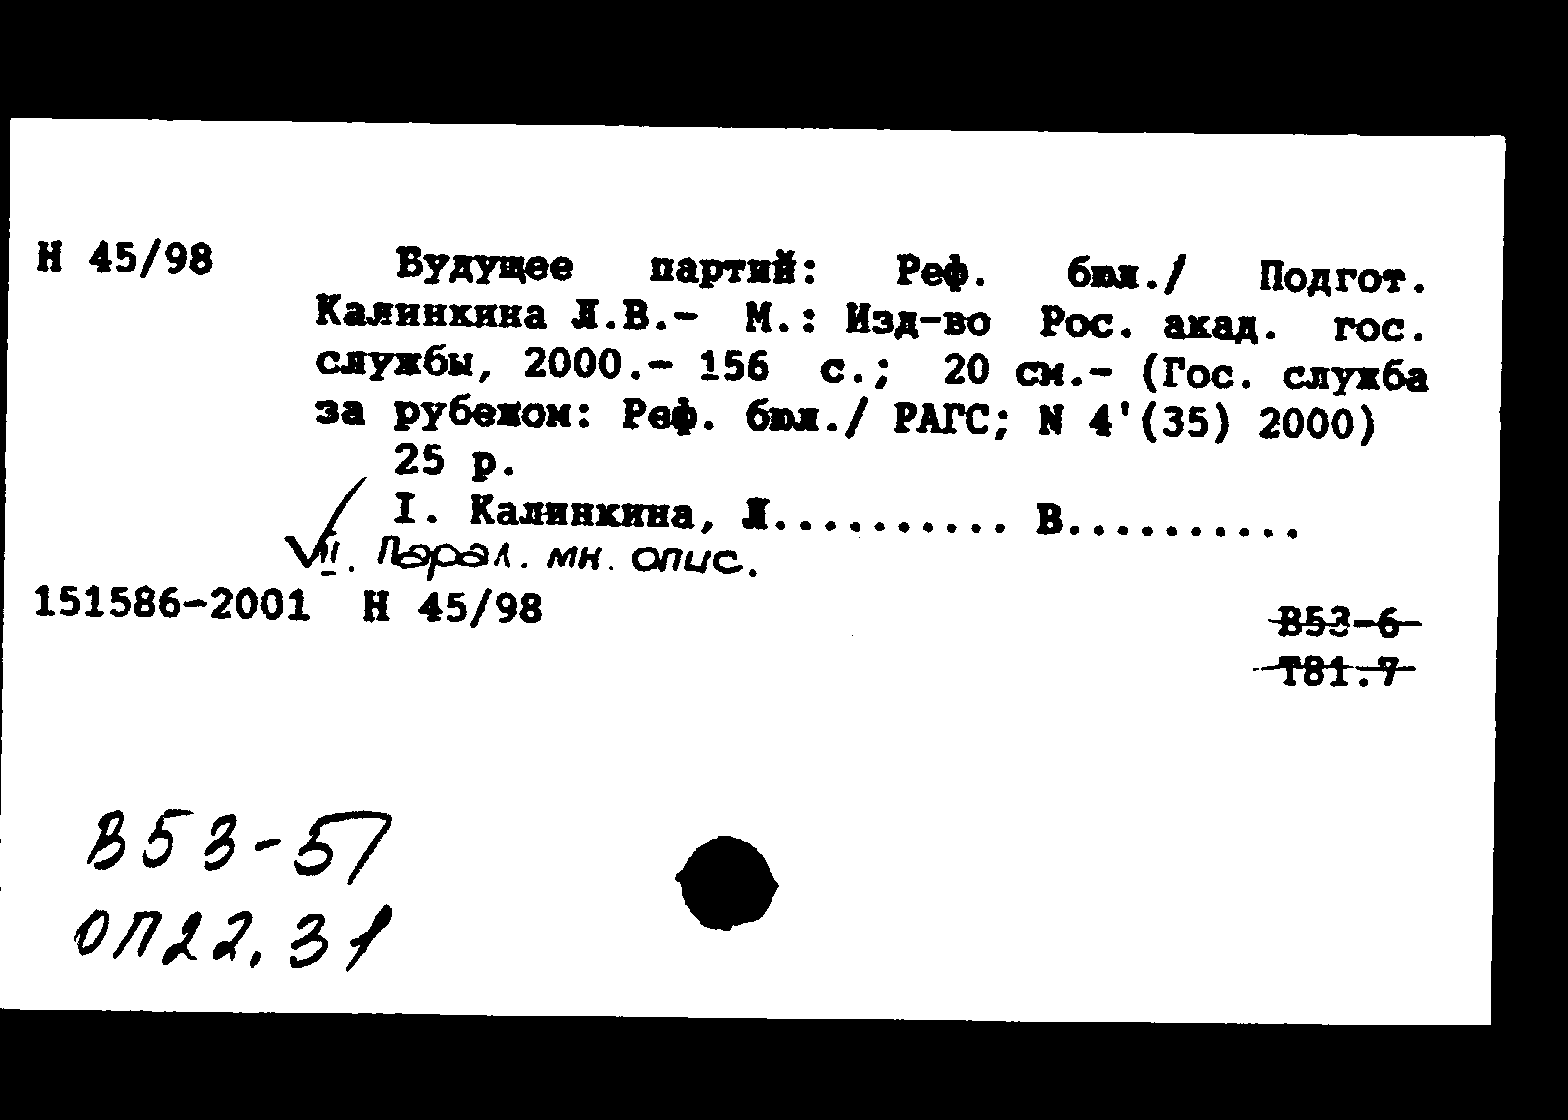 Н 45/98 Будущее партий: Реф. бюл./ Подгот.
Калинкина Л.В.- М.: Изд-во Рос. акад. гос.
службы, 2000.- 156 с.; 20 см.- (Гос. служба
за рубежом: Реф. бюл./ РАГС; N 4'(35) 2000)
25 р.
I. Калинкина, Л.......... В..........
II. Парал. мн. опис.
151586-2001 Н 45/98
В53-6
Т81.7
В53-57
ОП22.31